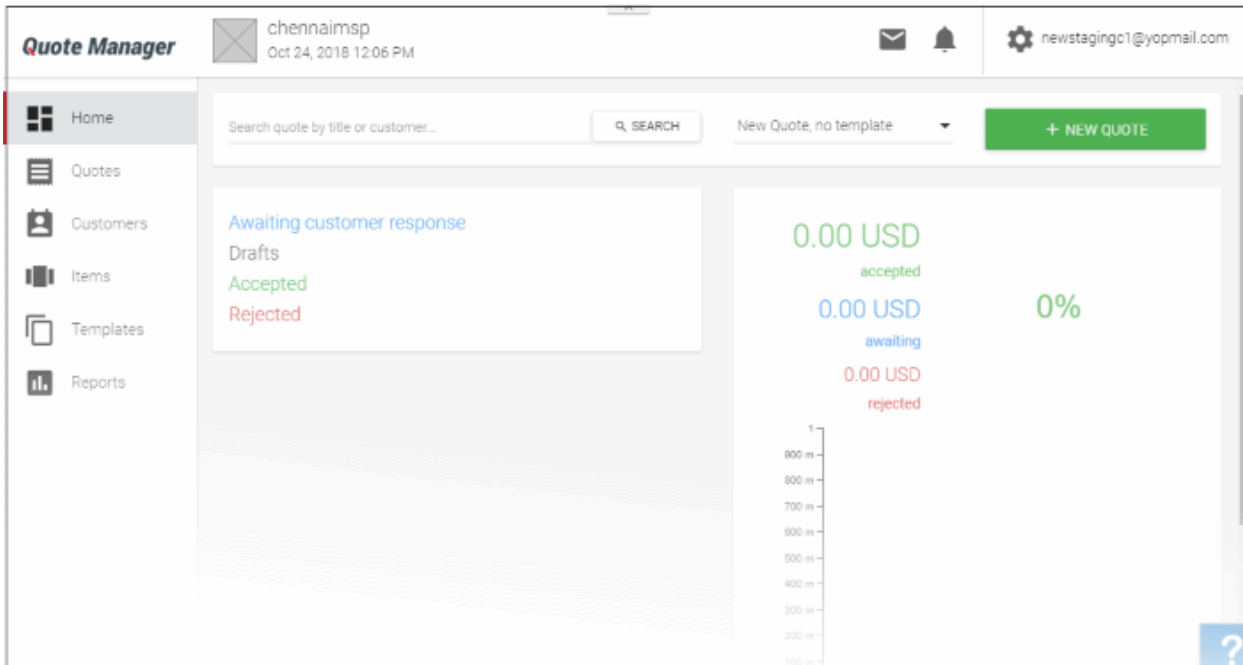 Quote Manager
chennaimsp
Oct 24, 2018 12:06 PM
newstagingc1@yopmail.com
Home
Quotes
Customers
Items
Templates
Reports
Search quote by title or customer...
SEARCH
New Quote, no template
+ NEW QUOTE
Awaiting customer response
Drafts
Accepted
Rejected
0.00 USD
accepted
0.00 USD
awaiting
0.00 USD
rejected
0%
1
900 m
800 m
700 m
600 m
500 m
400 m
300 m
200 m
100 m
?